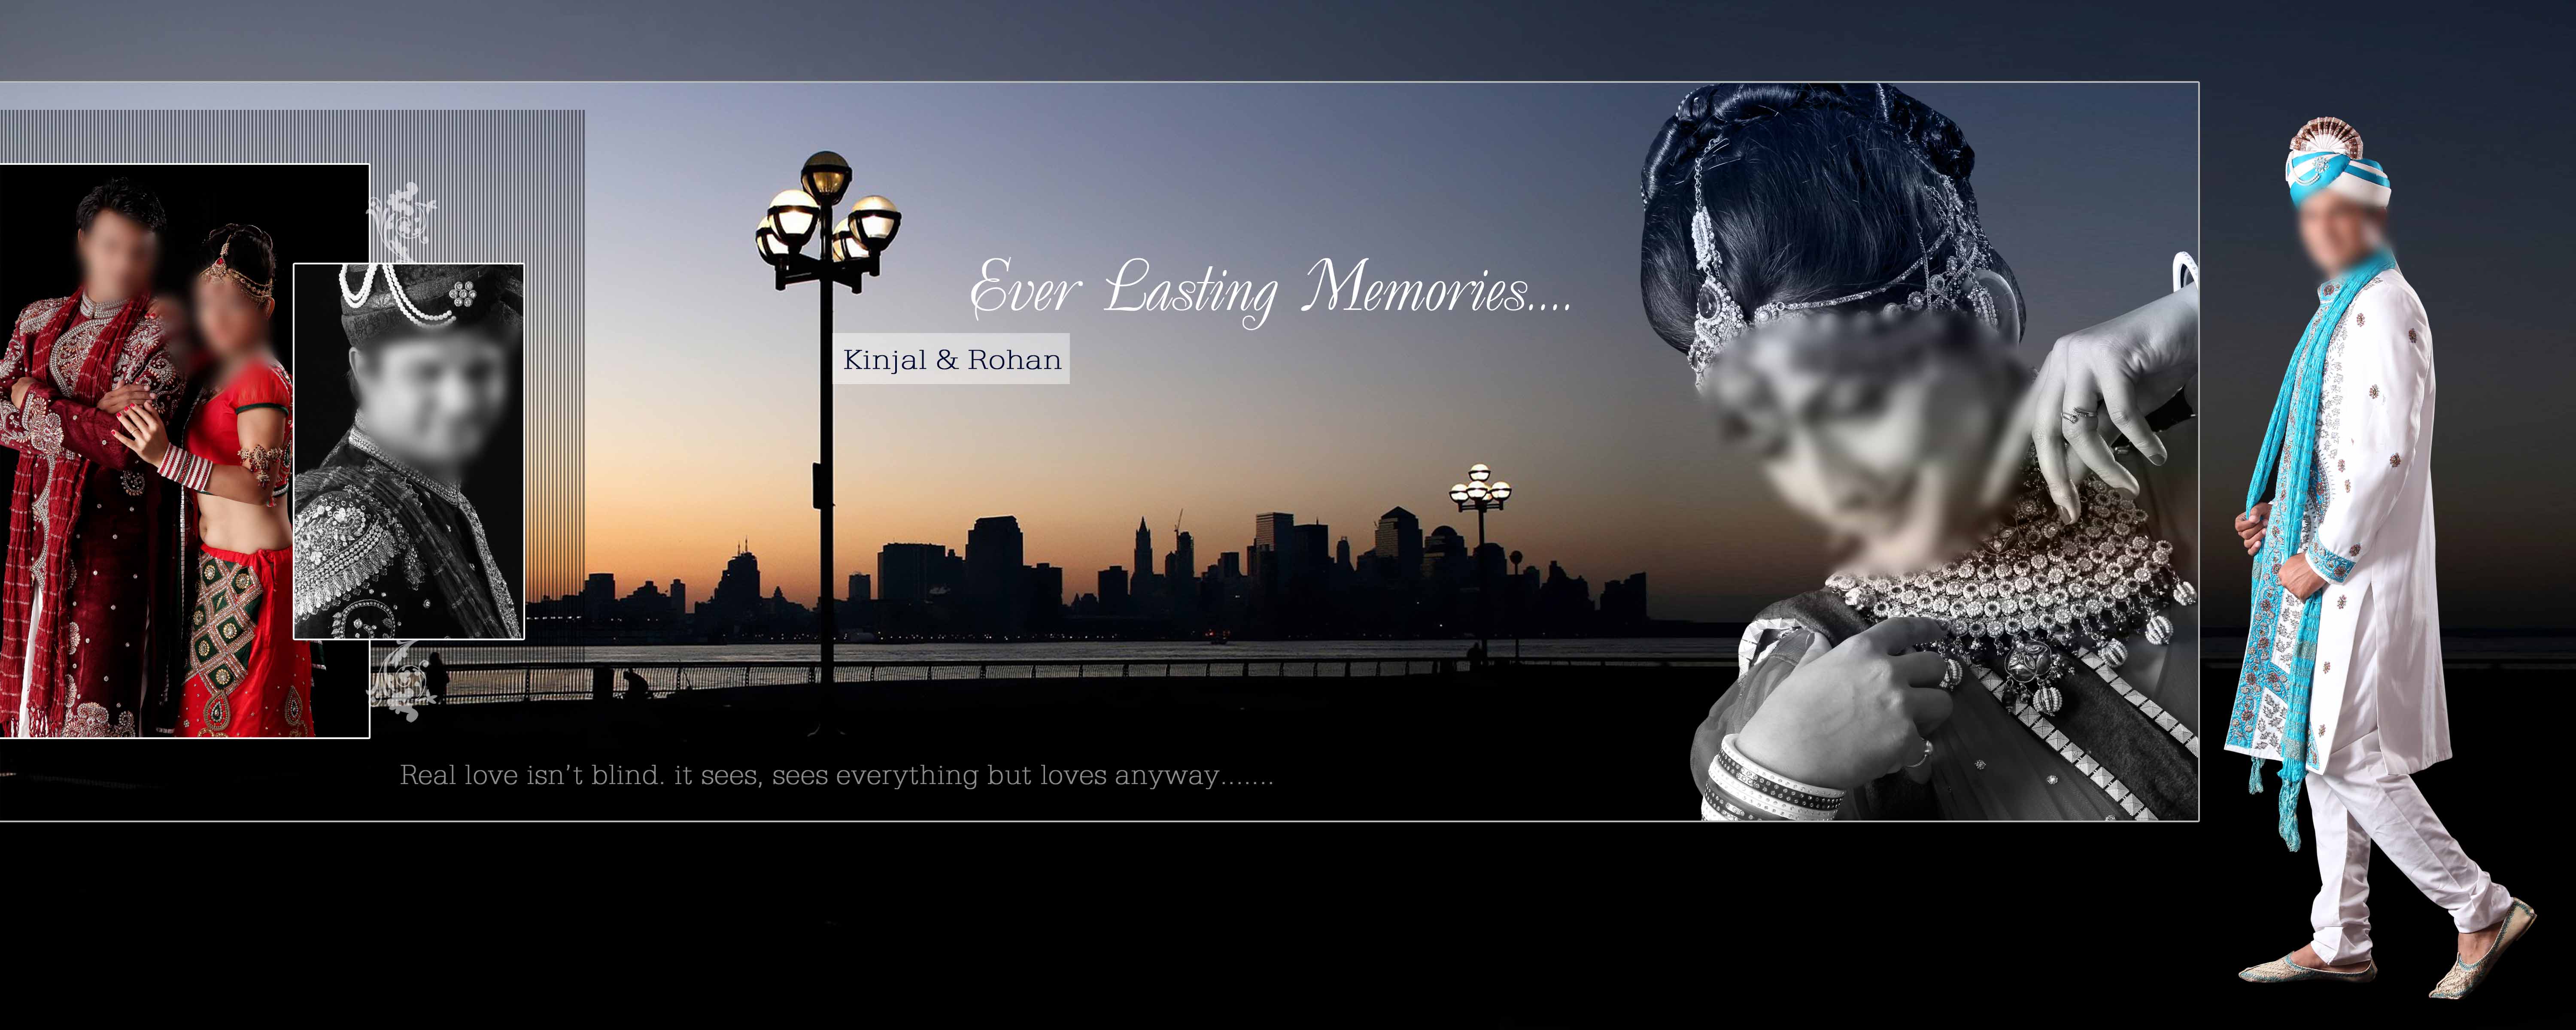 Ever Lasting Memories....
Kinjal & Rohan
Real love isn't blind. it sees, sees everything but loves anyway.......